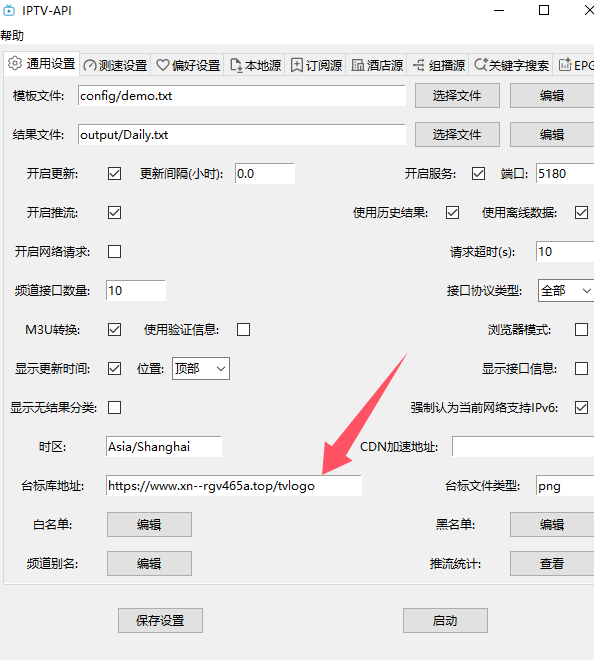 IPTV-API
帮助
通用设置 测速设置 偏好设置 本地源 订阅源 酒店源 组播源 关键字搜索 EPG
模板文件: config/demo.txt 选择文件 编辑
结果文件: output/Daily.txt 选择文件 编辑
开启更新: 更新间隔(小时): 0.0 开启服务: 端口: 5180
开启推流: 使用历史结果: 使用离线数据:
开启网络请求: 请求超时(s): 10
频道接口数量: 10 接口协议类型: 全部
M3U转换: 使用验证信息: 浏览器模式:
显示更新时间: 位置: 顶部 显示接口信息:
显示无结果分类: 强制认为当前网络支持IPv6:
时区: Asia/Shanghai CDN加速地址:
台标库地址: https://www.xn--rgv465a.top/tvlogo 台标文件类型: png
白名单: 编辑 黑名单: 编辑
频道别名: 编辑 推流统计: 查看
保存设置 启动